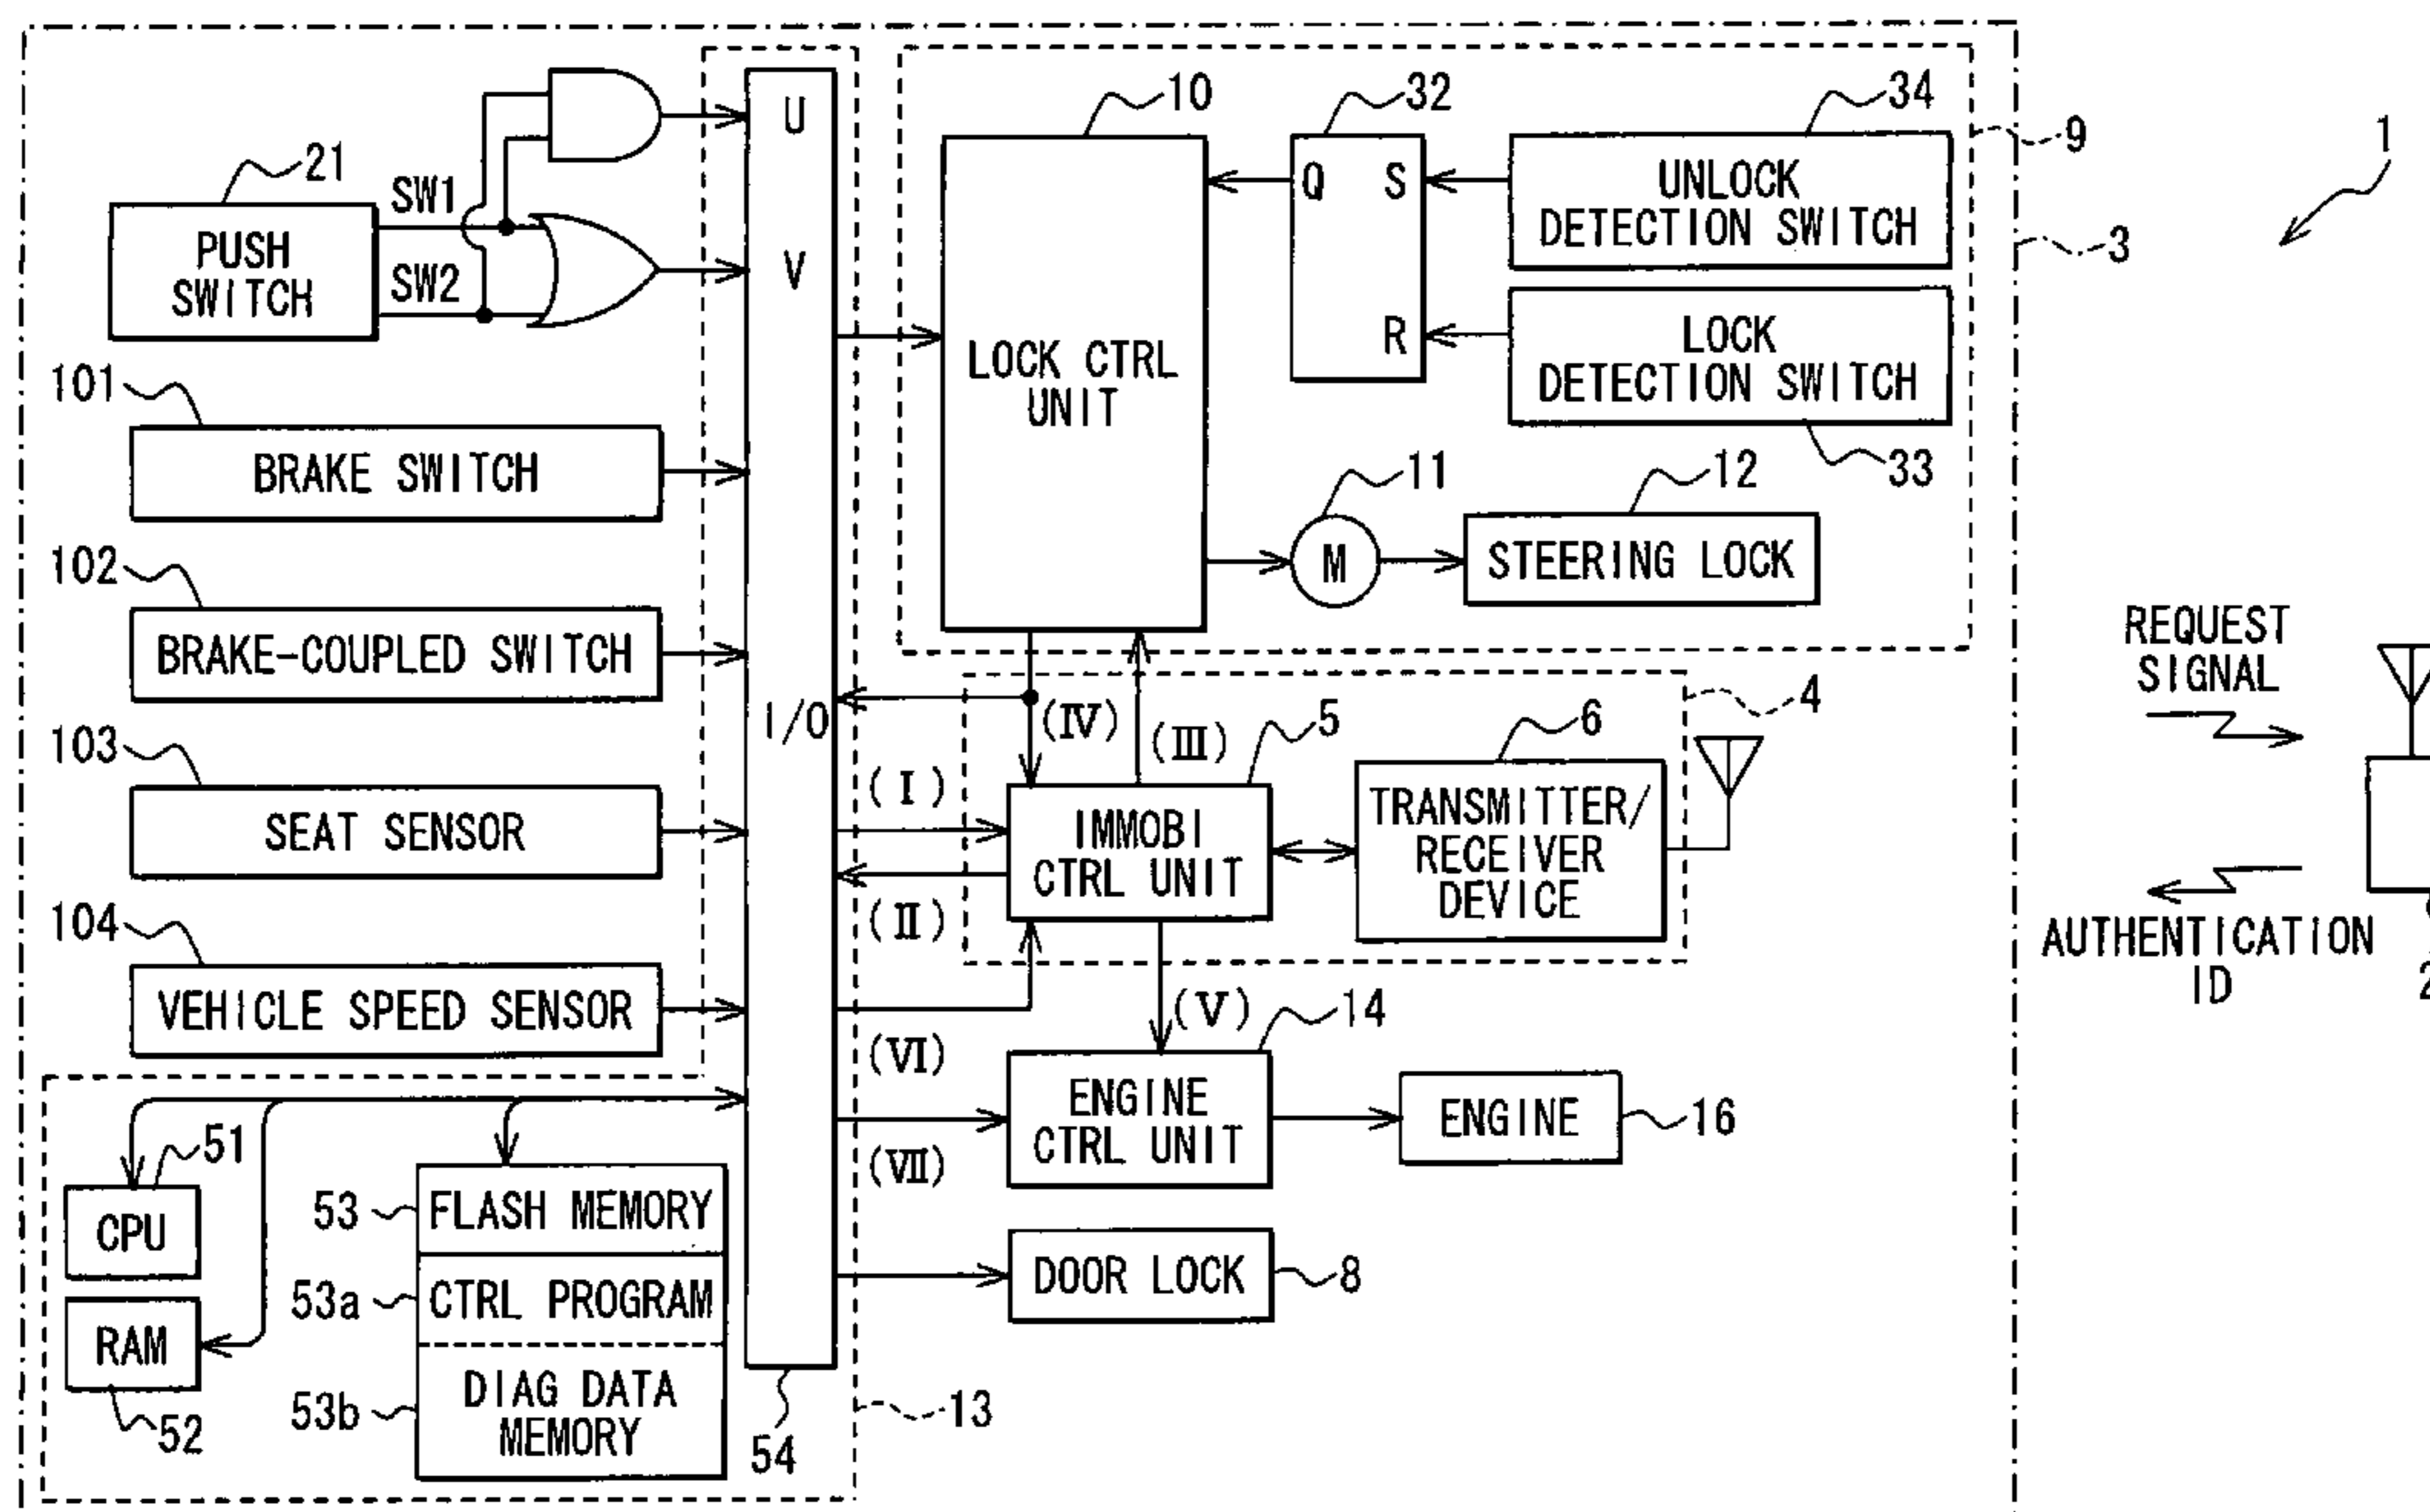 10
32
34
9
1
3
U
V
I/O
21
SW1
SW2
PUSH
SWITCH
101
BRAKE SWITCH
102
BRAKE-COUPLED SWITCH
103
SEAT SENSOR
104
VEHICLE SPEED SENSOR
LOCK CTRL
UNIT
Q S
R
UNLOCK
DETECTION SWITCH
LOCK
DETECTION SWITCH
33
11
M
12
STEERING LOCK
REQUEST
SIGNAL
AUTHENTICATION
ID
2
(IV)
(III)
(I)
(II)
5
IMMOBI
CTRL UNIT
6
TRANSMITTER/
RECEIVER
DEVICE
4
(V)
14
(VI)
(VII)
ENGINE
CTRL UNIT
ENGINE
16
DOOR LOCK
8
51
CPU
RAM
52
53
FLASH MEMORY
53a
CTRL PROGRAM
53b
DIAG DATA
MEMORY
54
13